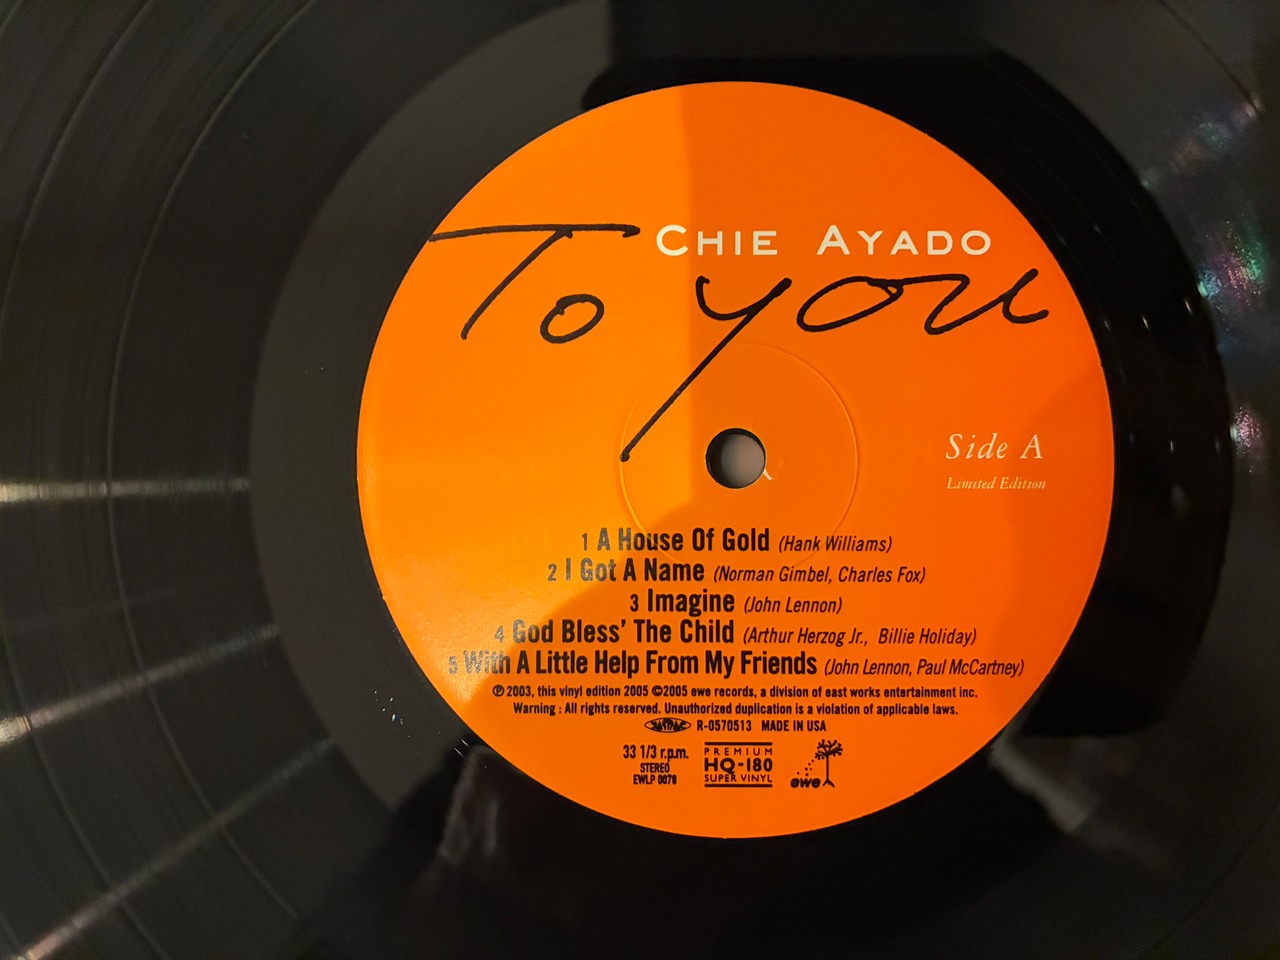 CHIE AYADO
To you
Side A
Limited Edition
1 A House Of Gold (Hank Williams)
2 I Got A Name (Norman Gimbel, Charles Fox)
3 Imagine (John Lennon)
4 God Bless' The Child (Arthur Herzog Jr., Billie Holiday)
5 With A Little Help From My Friends (John Lennon, Paul McCartney)
℗ 2003, this vinyl edition 2005 ©2005 ewe records, a division of east works entertainment inc.
Warning : All rights reserved. Unauthorized duplication is a violation of applicable laws.
JASRAC R-0570513 MADE IN USA
33 1/3 r.p.m.
STEREO
EWLP 0078
PREMIUM
HQ-180
SUPER VINYL
ewe